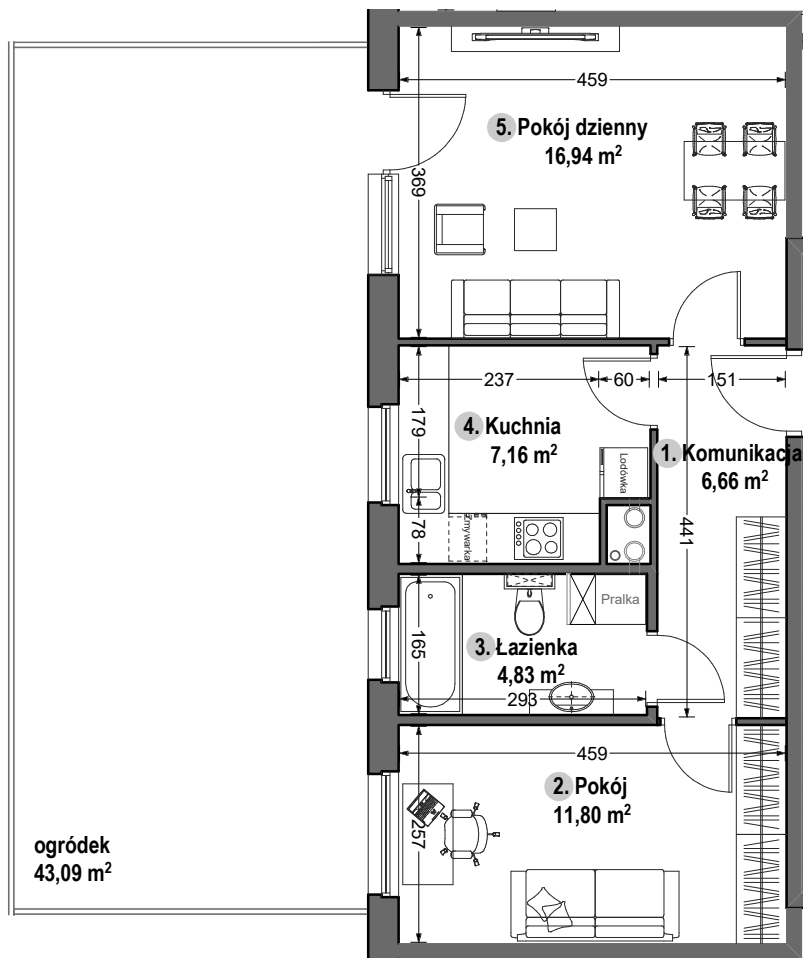 459
5. Pokój dzienny
16,94 m²
369
237
60
151
179
4. Kuchnia
7,16 m²
1. Komunikacja
6,66 m²
Lodówka
78
Zmywarka
441
Pralka
165
3. Łazienka
4,83 m²
293
459
2. Pokój
11,80 m²
257
ogródek
43,09 m²